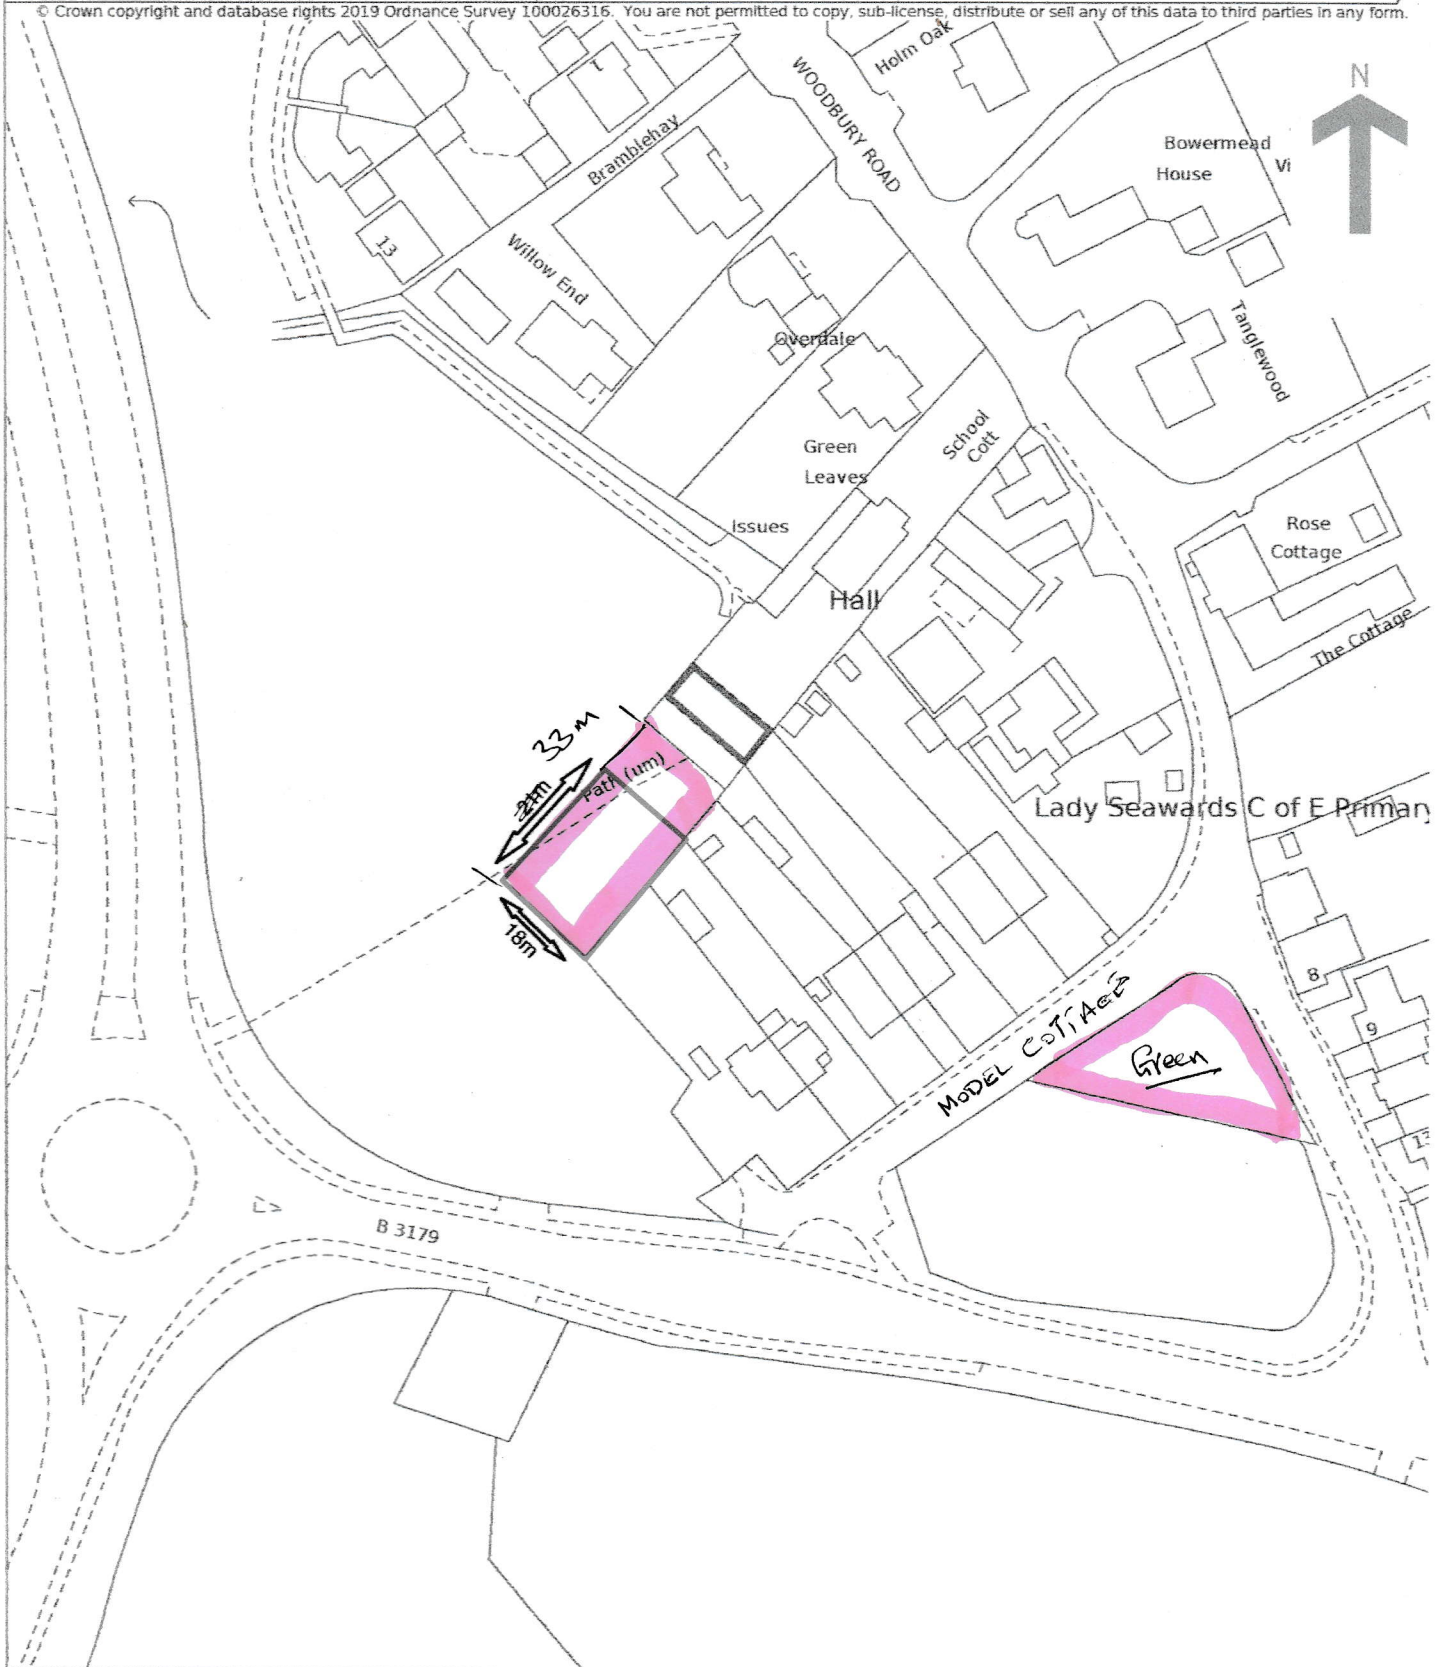 © Crown copyright and database rights 2019 Ordnance Survey 100026316. You are not permitted to copy, sub-license, distribute or sell any of this data to third parties in any form.
Holm Oak
WOODBURY ROAD
N
1
Bramblehay
Bowermead
House
Vi
13
Willow End
Overdale
Tanglewood
Green
Leaves
School
Cott
Issues
Rose
Cottage
Hall
The Cottage
33m
21m
Path (um)
18m
Lady Seawards C of E Primary
8
9
MODEL COTTAGES
Green
12
B 3179